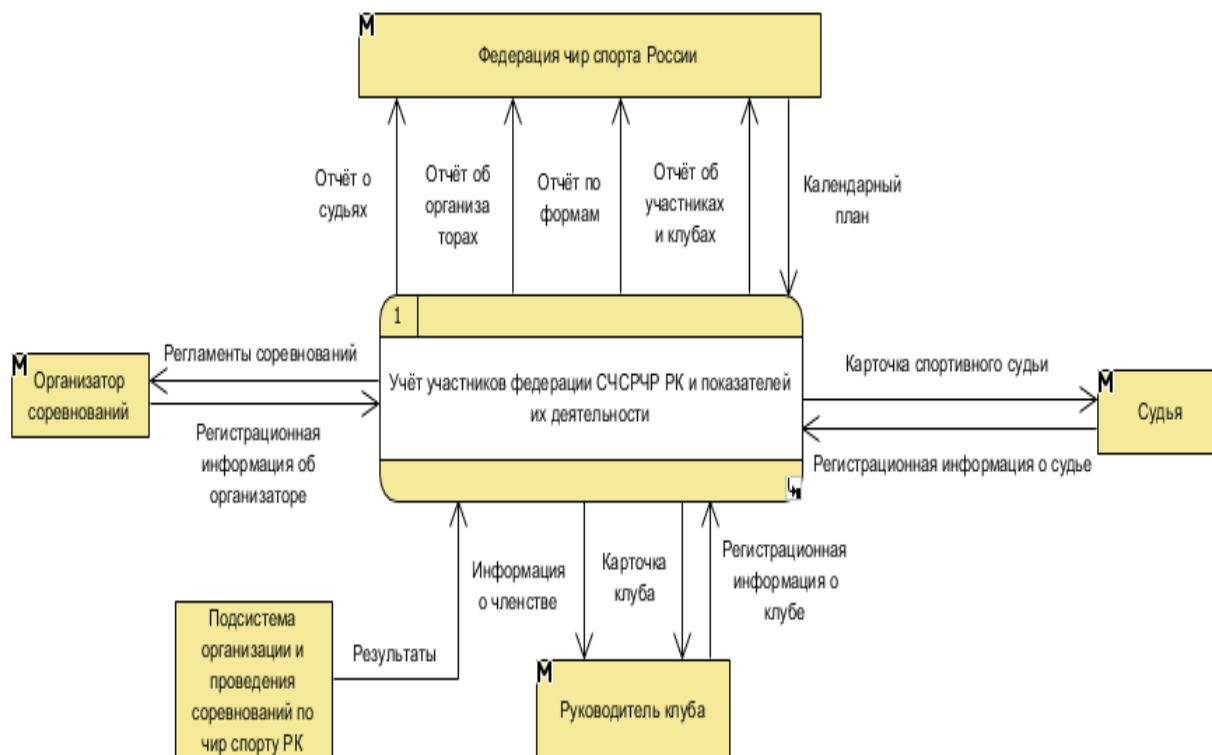 М
Федерация чир спорта России
Отчёт о
судьях
Отчёт об
организа
торах
Отчёт по
формам
Отчёт об
участниках
и клубах
Календарный
план
1
Учёт участников федерации СЧСРЧР РК и показателей
их деятельности
М
Организатор
соревнований
Регламенты соревнований
Регистрационная
информация об
организаторе
Карточка спортивного судьи
М
Судья
Регистрационная информация о судье
Подсистема
организации и
проведения
соревнований по
чир спорту РК
Результаты
Информация
о членстве
Карточка
клуба
Регистрационная
информация о
клубе
М
Руководитель клуба